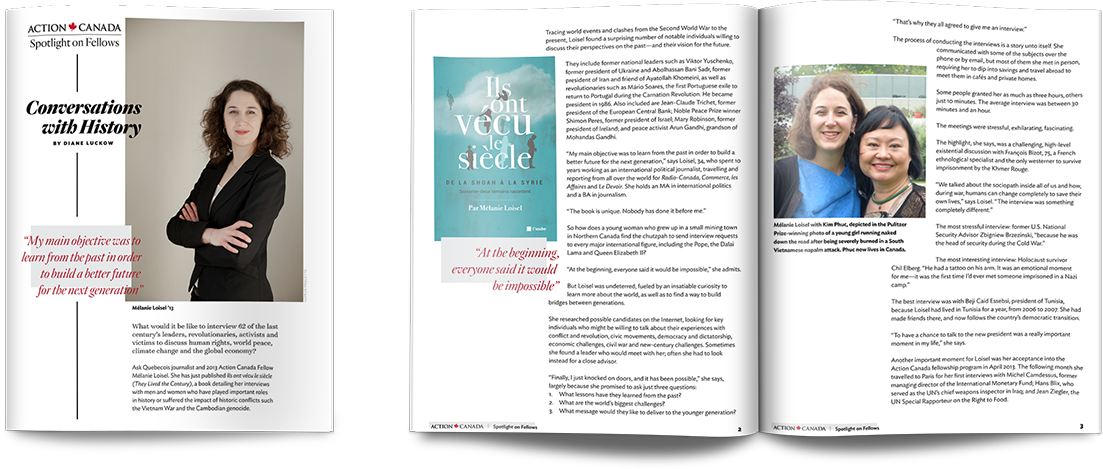 ACTION CANADA
Spotlight on Fellows
Conversations
with History
BY DIANE LUCKOW
“My main objective was to
learn from the past in order
to build a better future
for the next generation”
Mélanie Loisel ’13
What would it be like to interview 62 of the last
century’s leaders, revolutionaries, activists and
victims to discuss human rights, world peace,
climate change and the global economy?
Ask Quebecois journalist and 2013 Action Canada Fellow
Mélanie Loisel. She has just published Ils ont vécu le siècle
(They Lived the Century), a book detailing her interviews
with men and women who have played important roles
in history or suffered the impact of historic conflicts such
the Vietnam War and the Cambodian genocide.
Tracing world events and clashes from the Second World War to the
present, Loisel found a surprising number of notable individuals willing to
discuss their perspectives on the past—and their vision for the future.
Ils
ont
vécu
le
siècle
DE LA SHOAH À LA SYRIE
Par Mélanie Loisel
l’aube
“At the beginning,
everyone said it would
be impossible”
They include former national leaders such as Viktor Yuschenko,
former president of Ukraine and Abolhassan Bani Sadr, former
president of Iran and friend of Ayatollah Khomeini, as well as
revolutionaries such as Mário Soares, the first Portuguese exile to
return to Portugal during the Carnation Revolution. He became
president in 1986. Also included are Jean-Claude Trichet, former
president of the European Central Bank; Noble Peace Prize winner
Shimon Peres, former president of Israel; Mary Robinson, former
president of Ireland, and peace activist Arun Gandhi, grandson of
Mohandas Gandhi.
“My main objective was to learn from the past in order to build a
better future for the next generation,” says Loisel, 34, who spent 10
years working as an international political journalist, travelling and
reporting from all over the world for Radio-Canada, Commerce, les
Affaires and Le Devoir. She holds an MA in international politics
and a BA in journalism.
“The book is unique. Nobody has done it before me.”
So how does a young woman who grew up in a small mining town
in Northern Canada find the chutzpah to send interview requests
to every major international figure, including the Pope, the Dalai
Lama and Queen Elizabeth II?
“At the beginning, everyone said it would be impossible,” she admits.
But Loisel was undeterred, fueled by an insatiable curiosity to
learn more about the world, as well as to find a way to build
bridges between generations.
She researched possible candidates on the Internet, looking for key
individuals who might be willing to talk about their experiences with
conflict and revolution, civic movements, democracy and dictatorship,
economic challenges, civil war and new-century challenges. Sometimes
she found a leader who would meet with her; often she had to look
instead for a close advisor.
“Finally, I just knocked on doors, and it has been possible,” she says,
largely because she promised to ask just three questions:
1. What lessons have they learned from the past?
2. What are the world’s biggest challenges?
3. What message would they like to deliver to the younger generation?
ACTION CANADA | Spotlight on Fellows
2
“That’s why they all agreed to give me an interview.”
The process of conducting the interviews is a story unto itself. She
communicated with some of the subjects over the
phone or by email, but most of them she met in person,
requiring her to dip into savings and travel abroad to
meet them in cafés and private homes.
Some people granted her as much as three hours, others
just 10 minutes. The average interview was between 30
minutes and an hour.
The meetings were stressful, exhilarating, fascinating.
The highlight, she says, was a challenging, high-level
existential discussion with François Bizot, 75, a French
ethnological specialist and the only westerner to survive
imprisonment by the Khmer Rouge.
“We talked about the sociopath inside all of us and how,
during war, humans can change completely to save their
own lives,” says Loisel. “The interview was something
completely different.”
The most stressful interview: former U.S. National
Security Advisor Zbigniew Brzezinski, “because he was
the head of security during the Cold War.”
Mélanie Loisel with Kim Phuc, depicted in the Pulitzer
Prize-winning photo of a young girl running naked
down the road after being severely burned in a South
Vietnamese napalm attack. Phuc now lives in Canada.
The most interesting interview: Holocaust survivor
Chil Elberg. “He had a tattoo on his arm. It was an emotional moment
for me—it was the first time I’d ever met someone imprisoned in a Nazi
camp.”
The best interview was with Beji Caid Essebsi, president of Tunisia,
because Loisel had lived in Tunisia for a year, from 2006 to 2007. She had
made friends there, and now follows the country’s democratic transition.
“To have a chance to talk to the new president was a really important
moment in my life,” she says.
Another important moment for Loisel was her acceptance into the
Action Canada fellowship program in April 2013. The following month she
travelled to Paris for her first interviews with Michel Camdessus, former
managing director of the International Monetary Fund; Hans Blix, who
served as the UN’s chief weapons inspector in Iraq; and Jean Ziegler, the
UN Special Rapporteur on the Right to Food.
ACTION CANADA | Spotlight on Fellows
3